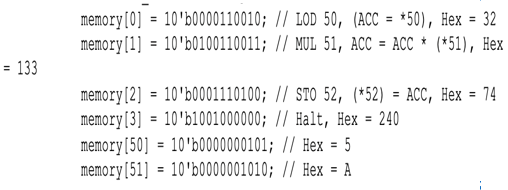 memory[0] = 10'b0000110010; // LOD 50, (ACC = *50), Hex = 32
memory[1] = 10'b0100110011; // MUL 51, ACC = ACC * (*51), Hex
= 133
memory[2] = 10'b0001110100; // STO 52, (*52) = ACC, Hex = 74
memory[3] = 10'b1001000000; // Halt, Hex = 240
memory[50] = 10'b0000000101; // Hex = 5
memory[51] = 10'b0000001010; // Hex = A